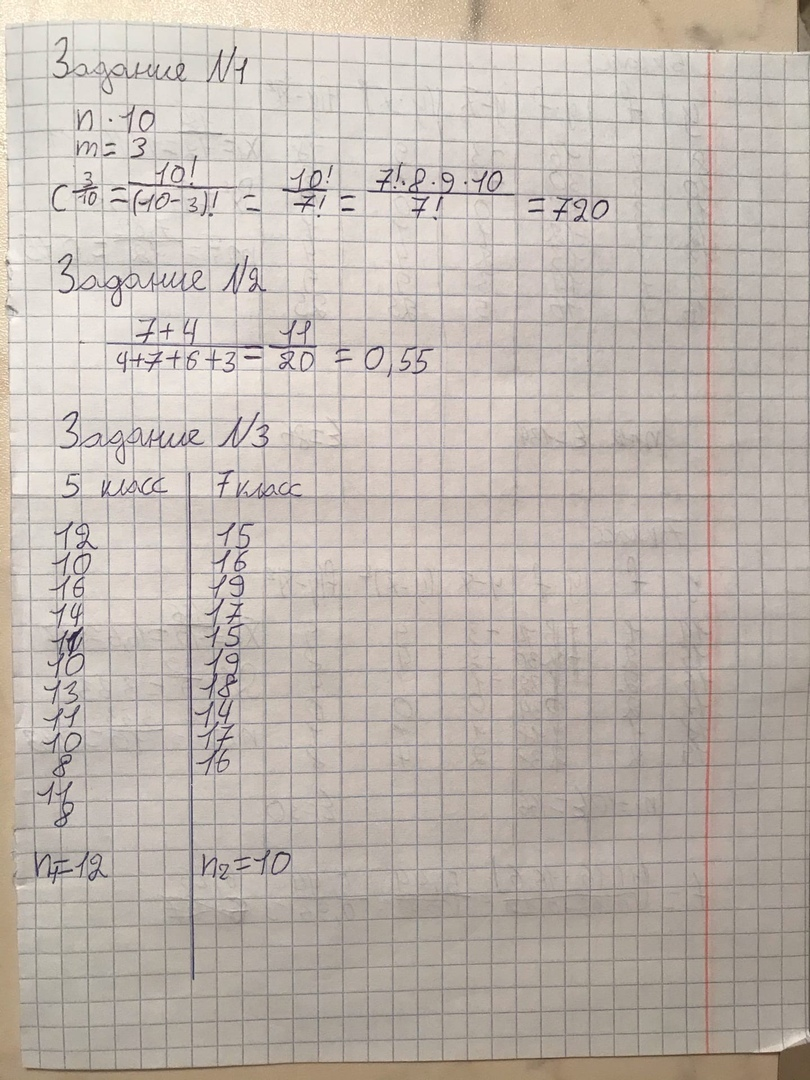 Задание №1
n · 10
m = 3
C 3/10 = 10!/(10-3)! = 10!/7! = 7!·8·9·10/7! = 720
Задание №2
7+4/4+7+6+3 = 11/20 = 0,55
Задание №3
5 класс 7 класс
12 15
10 16
16 19
14 17
15
10 19
13 18
11 14
10 17
8 16
11
8
n1=12 n2=10